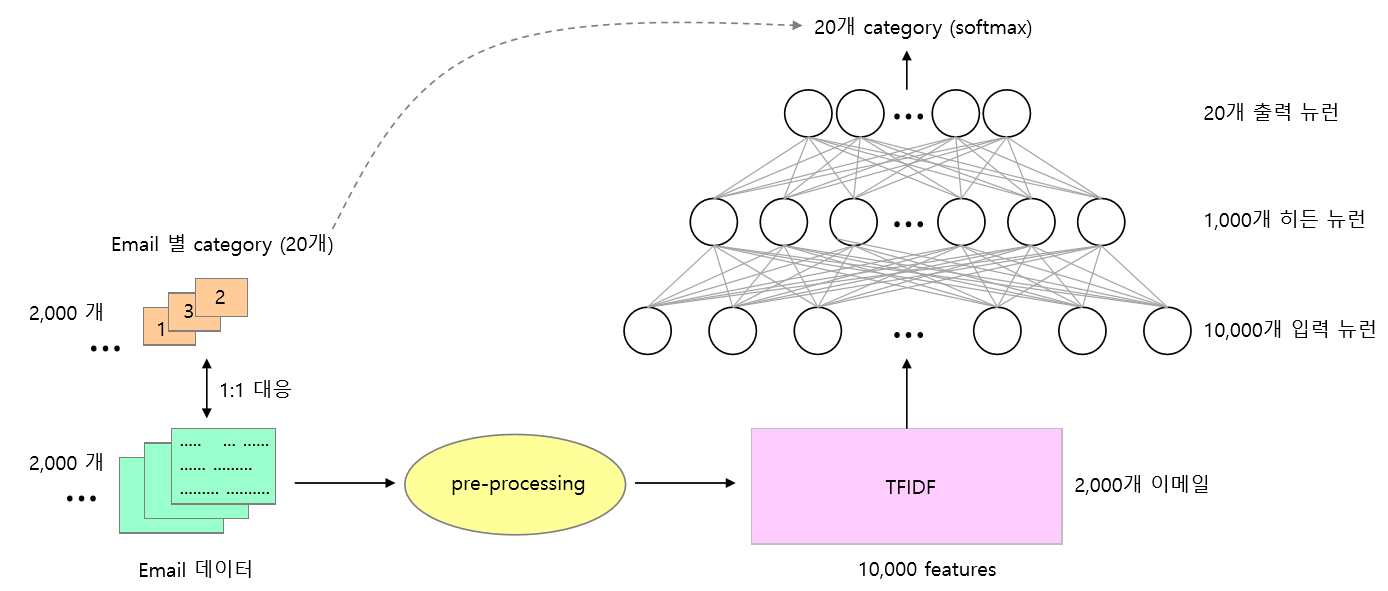 20개 category (softmax)
20개 출력 뉴런
1,000개 히든 뉴런
10,000개 입력 뉴런
Email 별 category (20개)
2,000 개
1
3
2
...
1:1 대응
2,000 개
...
..... ... ......
...... .........
......... ..........
Email 데이터
pre-processing
TFIDF
2,000개 이메일
10,000 features